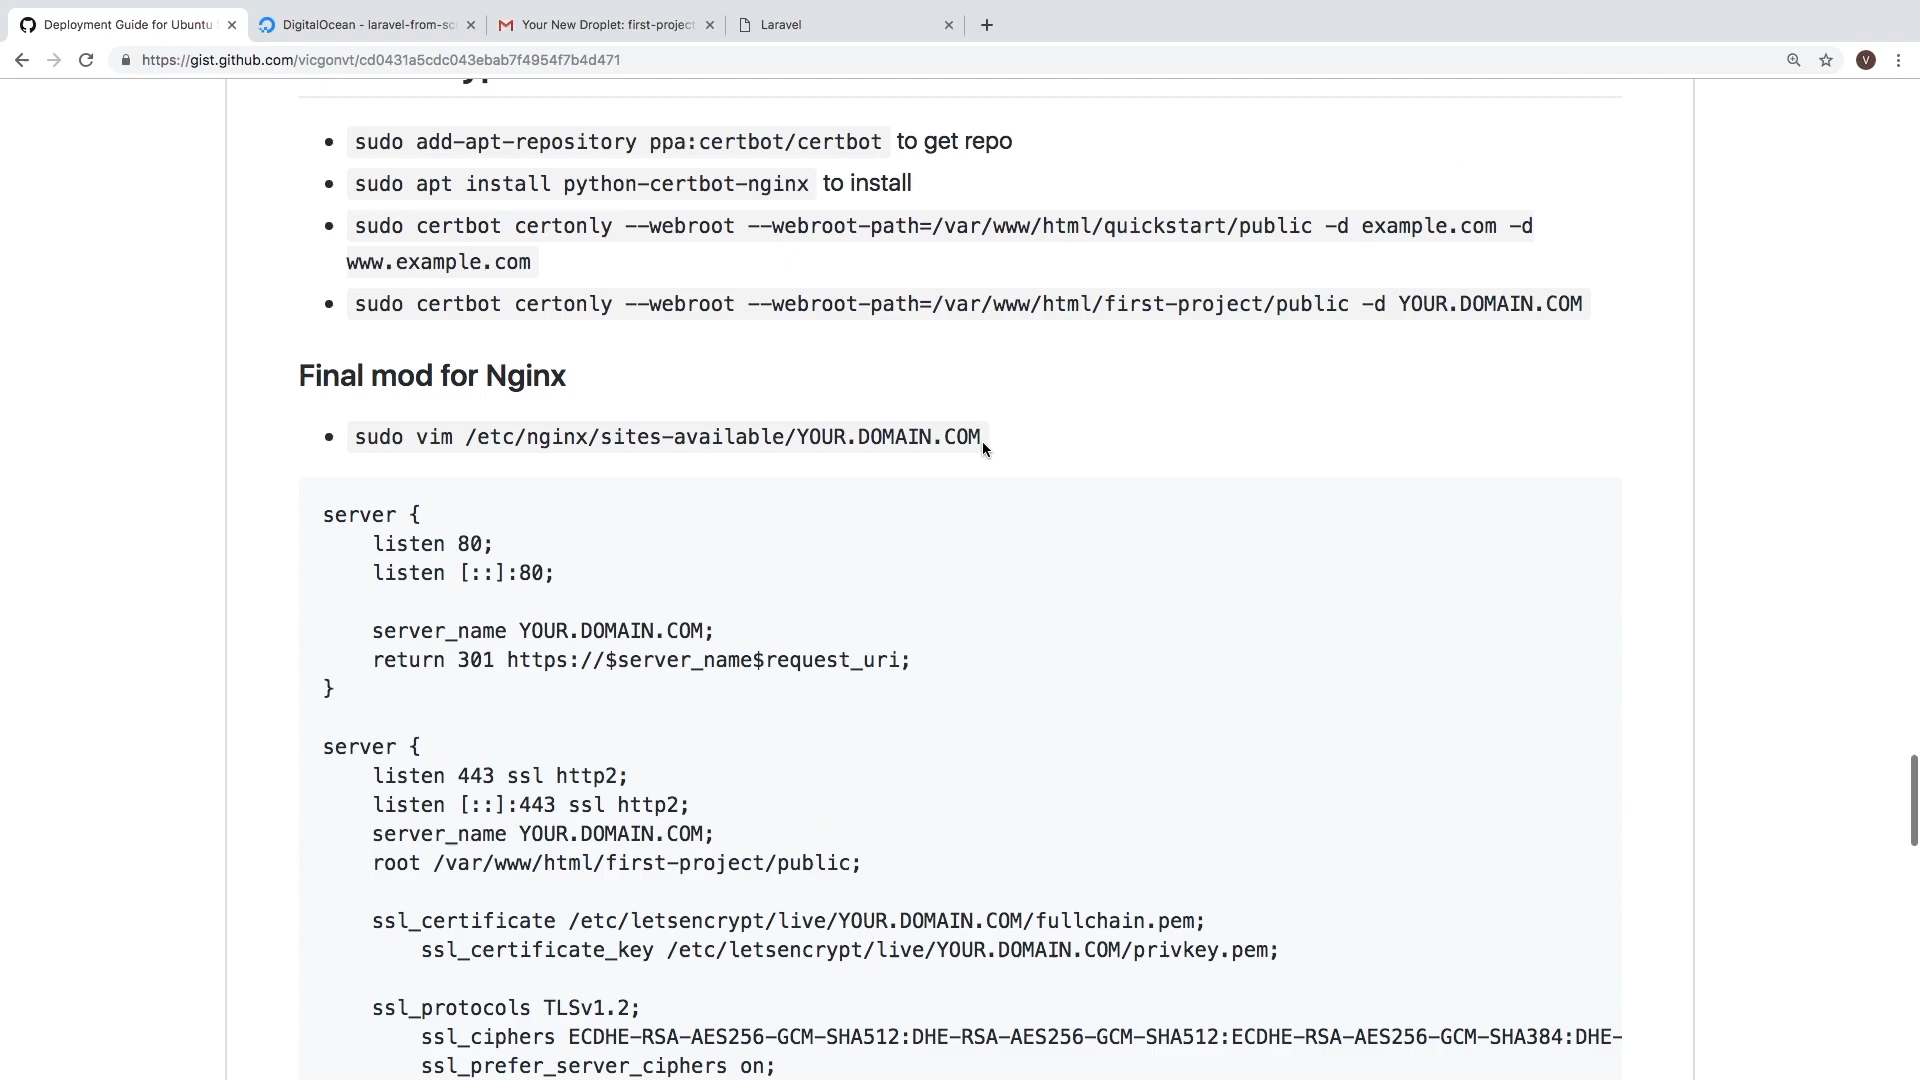 Deployment Guide for Ubuntu
DigitalOcean - laravel-from-sc
Your New Droplet: first-project
Laravel
https://gist.github.com/vicgonvt/cd0431a5cdc043ebab7f4954f7b4d471
V
• sudo add-apt-repository ppa:certbot/certbot to get repo
• sudo apt install python-certbot-nginx to install
• sudo certbot certonly --webroot --webroot-path=/var/www/html/quickstart/public -d example.com -d
www.example.com
• sudo certbot certonly --webroot --webroot-path=/var/www/html/first-project/public -d YOUR.DOMAIN.COM
Final mod for Nginx
• sudo vim /etc/nginx/sites-available/YOUR.DOMAIN.COM
server {
listen 80;
listen [::]:80;
server_name YOUR.DOMAIN.COM;
return 301 https://$server_name$request_uri;
}
server {
listen 443 ssl http2;
listen [::]:443 ssl http2;
server_name YOUR.DOMAIN.COM;
root /var/www/html/first-project/public;
ssl_certificate /etc/letsencrypt/live/YOUR.DOMAIN.COM/fullchain.pem;
ssl_certificate_key /etc/letsencrypt/live/YOUR.DOMAIN.COM/privkey.pem;
ssl_protocols TLSv1.2;
ssl_ciphers ECDHE-RSA-AES256-GCM-SHA512:DHE-RSA-AES256-GCM-SHA512:ECDHE-RSA-AES256-GCM-SHA384:DHE-
ssl_prefer_server_ciphers on;